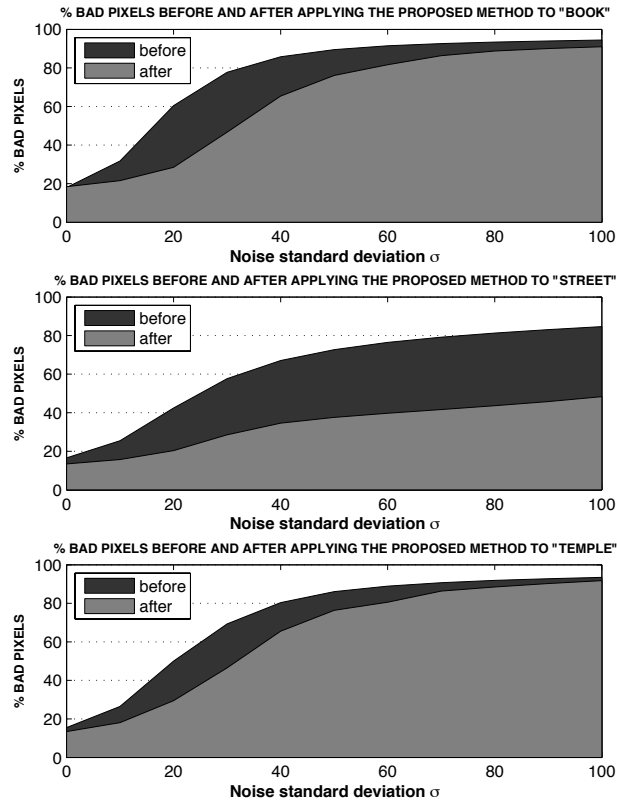 % BAD PIXELS BEFORE AND AFTER APPLYING THE PROPOSED METHOD TO "BOOK"
100
80
60
40
20
0
% BAD PIXELS
before
after
0 20 40 60 80 100
Noise standard deviation σ
% BAD PIXELS BEFORE AND AFTER APPLYING THE PROPOSED METHOD TO "STREET"
100
80
60
40
20
0
% BAD PIXELS
before
after
0 20 40 60 80 100
Noise standard deviation σ
% BAD PIXELS BEFORE AND AFTER APPLYING THE PROPOSED METHOD TO "TEMPLE"
100
80
60
40
20
0
% BAD PIXELS
before
after
0 20 40 60 80 100
Noise standard deviation σ